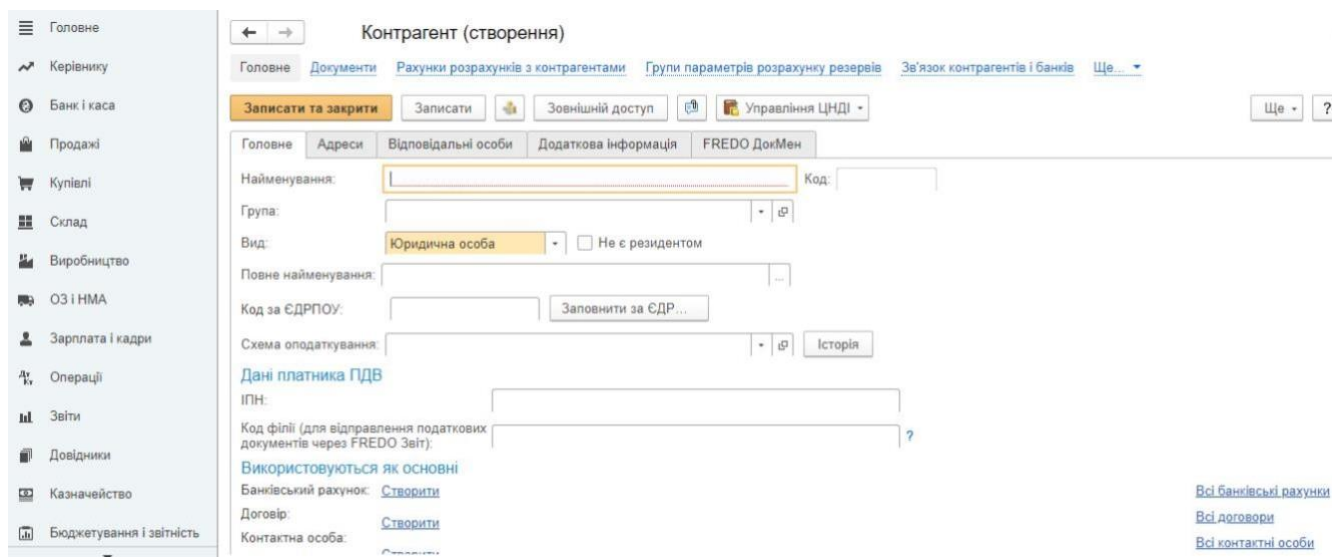 Головне
Керівнику
Банк і каса
Продажі
Купівлі
Склад
Виробництво
ОЗ і НМА
Зарплата і кадри
Операції
Звіти
Довідники
Казначейство
Бюджетування і звітність
Контрагент (створення)
Головне Документи Рахунки розрахунків з контрагентами Групи параметрів розрахунку резервів Зв'язок контрагентів і банків Ще...
Записати та закрити Записати Зовнішній доступ Управління ЦНДІ Ще ?
Головне Адреси Відповідальні особи Додаткова інформація FREDO ДокМен
Найменування: Код:
Група:
Вид: Юридична особа Не є резидентом
Повне найменування: ...
Код за ЄДРПОУ: Заповнити за ЄДР...
Схема оподаткування: Історія
Дані платника ПДВ
ІПН:
Код філії (для відправлення податкових
документів через FREDO Звіт): ?
Використовуються як основні
Банківський рахунок: Створити Всі банківські рахунки
Договір: Створити Всі договори
Контактна особа: Створити Всі контактні особи